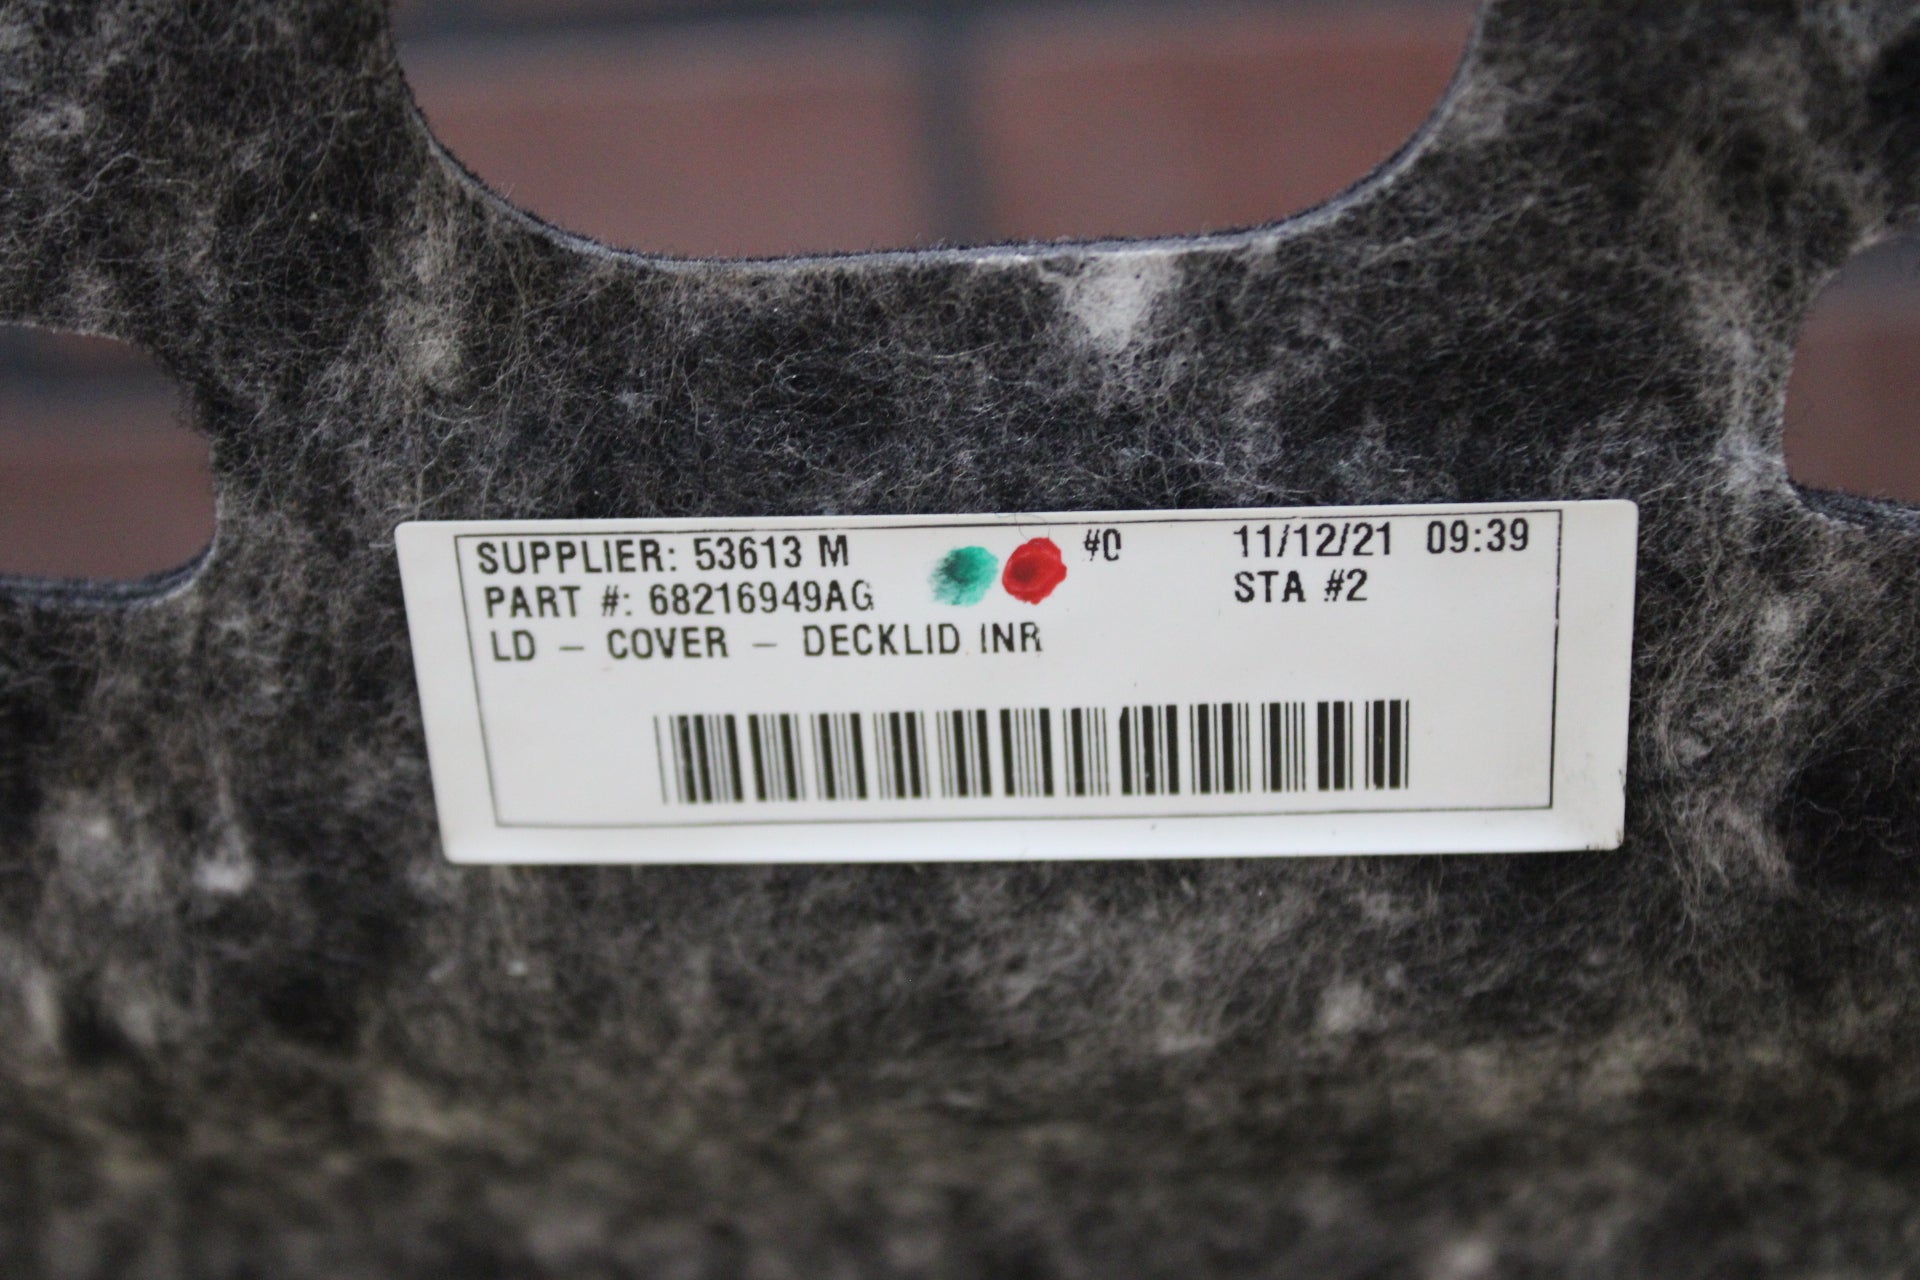 SUPPLIER: 53613 M #0 11/12/21 09:39
PART #: 68216949AG STA #2
LD - COVER - DECKLID INR